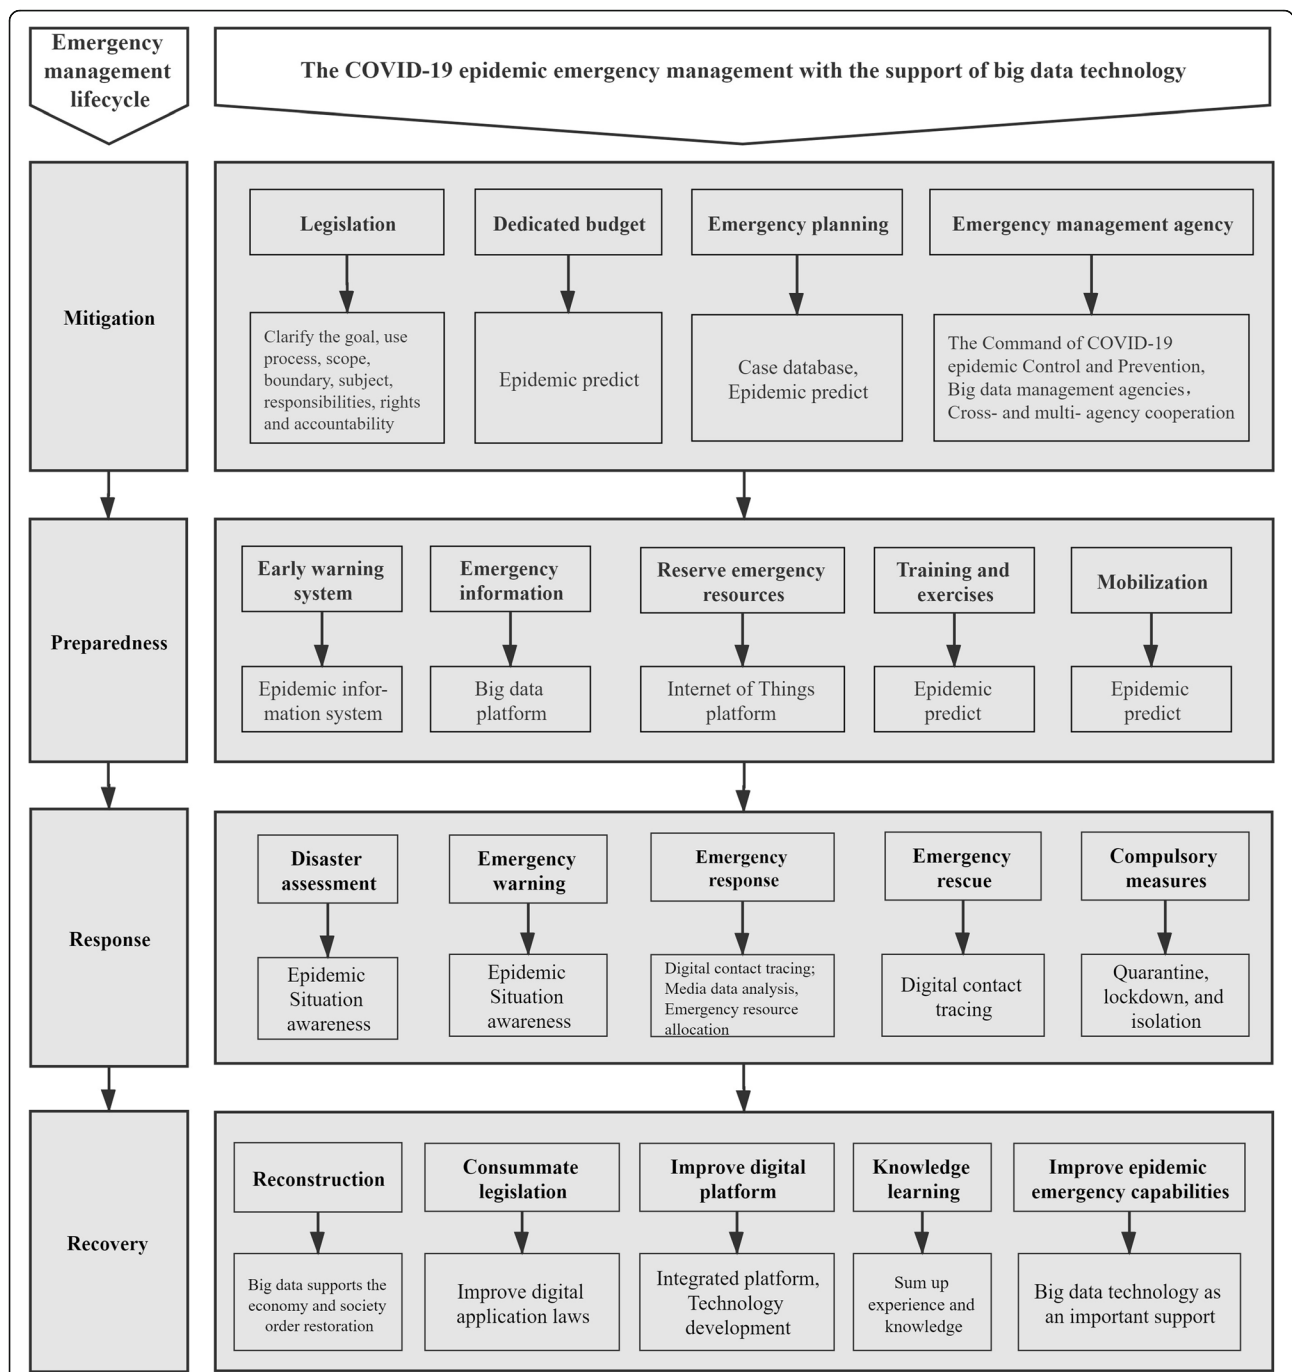 Emergency
management
lifecycle
The COVID-19 epidemic emergency management with the support of big data technology
Mitigation
Legislation
Dedicated budget
Emergency planning
Emergency management agency
Clarify the goal, use
process, scope,
boundary, subject,
responsibilities, rights
and accountability
Epidemic predict
Case database,
Epidemic predict
The Command of COVID-19
epidemic Control and Prevention,
Big data management agencies，
Cross- and multi- agency cooperation
Preparedness
Early warning
system
Emergency
information
Reserve emergency
resources
Training and
exercises
Mobilization
Epidemic infor-
mation system
Big data
platform
Internet of Things
platform
Epidemic
predict
Epidemic
predict
Response
Disaster
assessment
Emergency
warning
Emergency
response
Emergency
rescue
Compulsory
measures
Epidemic
Situation
awareness
Epidemic
Situation
awareness
Digital contact tracing;
Media data analysis,
Emergency resource
allocation
Digital contact
tracing
Quarantine,
lockdown, and
isolation
Recovery
Reconstruction
Consummate
legislation
Improve digital
platform
Knowledge
learning
Improve epidemic
emergency capabilities
Big data supports the
economy and society
order restoration
Improve digital
application laws
Integrated platform,
Technology
development
Sum up
experience and
knowledge
Big data technology as
an important support